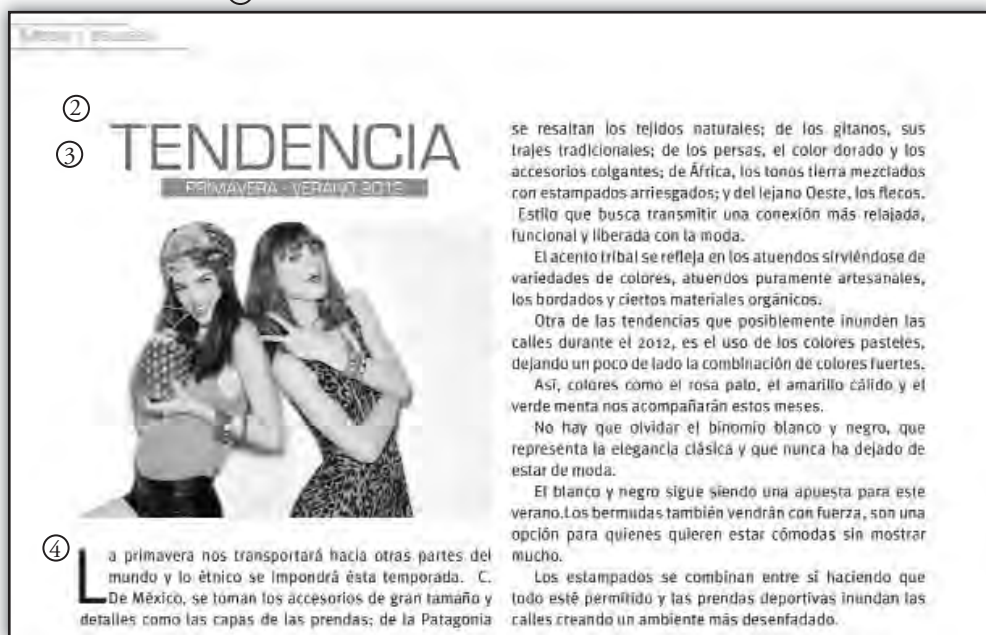 ②
③
TENDENCIA
PRIMAVERA - VERANO 2012
④
La primavera nos transportará hacia otras partes del
mundo y lo étnico se impondrá ésta temporada. C.
De México, se toman los accesorios de gran tamaño y
detalles como las capas de las prendas; de la Patagonia
se resaltan los tejidos naturales; de los gitanos, sus
trajes tradicionales; de los persas, el color dorado y los
accesorios colgantes; de África, los tonos tierra mezclados
con estampados arriesgados; y del lejano Oeste, los flecos.
Estilo que busca transmitir una conexión más relajada,
funcional y liberada con la moda.
El acento tribal se refleja en los atuendos sirviéndose de
variedades de colores, atuendos puramente artesanales,
los bordados y ciertos materiales orgánicos.
Otra de las tendencias que posiblemente inunden las
calles durante el 2012, es el uso de los colores pasteles,
dejando un poco de lado la combinación de colores fuertes.
Así, colores como el rosa palo, el amarillo cálido y el
verde menta nos acompañarán estos meses.
No hay que olvidar el binomio blanco y negro, que
representa la elegancia clásica y que nunca ha dejado de
estar de moda.
El blanco y negro sigue siendo una apuesta para este
verano.Los bermudas también vendrán con fuerza, son una
opción para quienes quieren estar cómodas sin mostrar
mucho.
Los estampados se combinan entre sí haciendo que
todo esté permitido y las prendas deportivas inundan las
calles creando un ambiente más desenfadado.